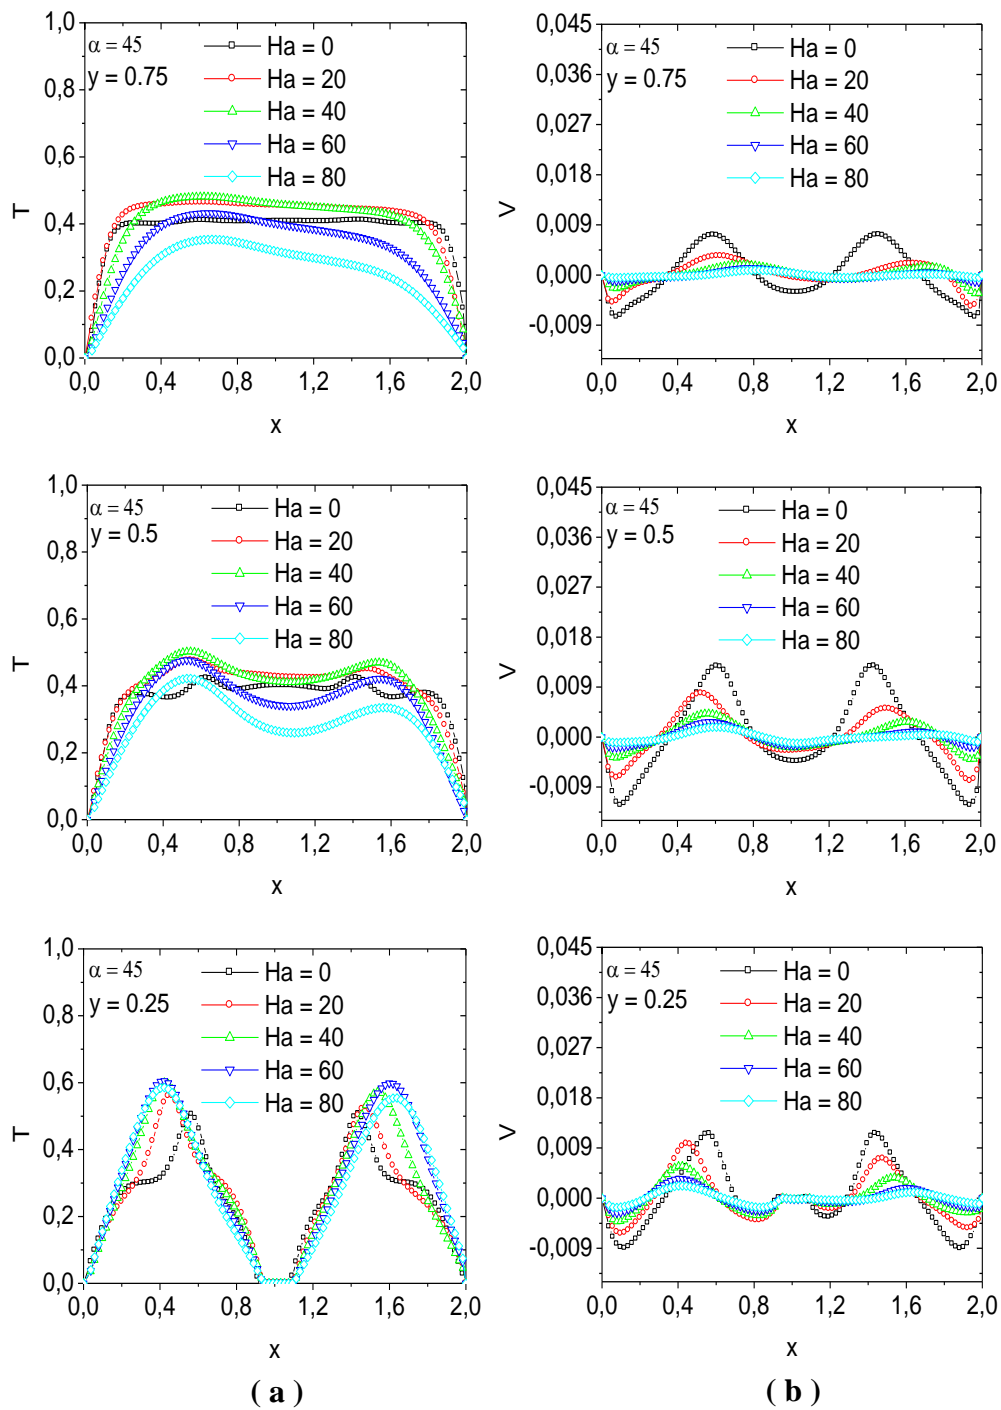 1,0
0,8
0,6
0,4
0,2
0,0
T
α = 45
y = 0.75
Ha = 0
Ha = 20
Ha = 40
Ha = 60
Ha = 80
0,0 0,4 0,8 1,2 1,6 2,0
x
0,045
0,036
0,027
0,018
0,009
0,000
-0,009
V
α = 45
y = 0.75
Ha = 0
Ha = 20
Ha = 40
Ha = 60
Ha = 80
0,0 0,4 0,8 1,2 1,6 2,0
x
1,0
0,8
0,6
0,4
0,2
0,0
T
α = 45
y = 0.5
Ha = 0
Ha = 20
Ha = 40
Ha = 60
Ha = 80
0,0 0,4 0,8 1,2 1,6 2,0
x
0,045
0,036
0,027
0,018
0,009
0,000
-0,009
V
α = 45
y = 0.5
Ha = 0
Ha = 20
Ha = 40
Ha = 60
Ha = 80
0,0 0,4 0,8 1,2 1,6 2,0
x
1,0
0,8
0,6
0,4
0,2
0,0
T
α = 45
y = 0.25
Ha = 0
Ha = 20
Ha = 40
Ha = 60
Ha = 80
0,0 0,4 0,8 1,2 1,6 2,0
x
0,045
0,036
0,027
0,018
0,009
0,000
-0,009
V
α = 45
y = 0.25
Ha = 0
Ha = 20
Ha = 40
Ha = 60
Ha = 80
0,0 0,4 0,8 1,2 1,6 2,0
x
( a )
( b )